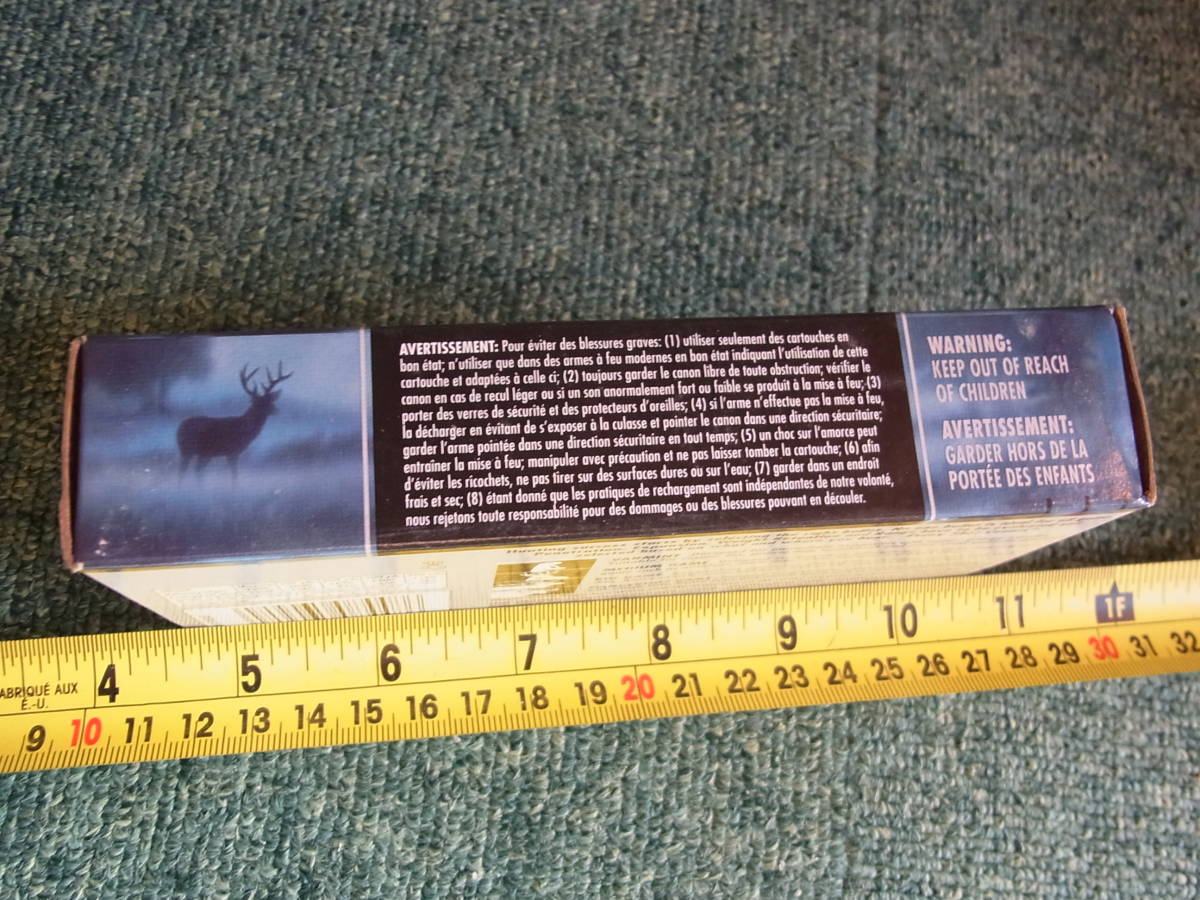 AVERTISSEMENT: Pour éviter des blessures graves: (1) utiliser seulement des cartouches en
bon état; n'utiliser que dans des armes à feu modernes en bon état indiquant l'utilisation de cette
cartouche et adaptées à celle ci; (2) toujours garder le canon libre de toute obstruction; vérifier le
canon en cas de recul léger ou si un son anormalement fort ou faible se produit à la mise à feu; (3)
porter des verres de sécurité et des protecteurs d'oreilles; (4) si l'arme n'effectue pas la mise à feu,
la décharger en évitant de s'exposer à la culasse et pointer le canon dans une direction sécuritaire;
garder l'arme pointée dans une direction sécuritaire en tout temps; (5) un choc sur l'amorce peut
entraîner la mise à feu; manipuler avec précaution et ne pas laisser tomber la cartouche; (6) afin
d'éviter les ricochets, ne pas tirer sur des surfaces dures ou sur l'eau; (7) garder dans un endroit
frais et sec; (8) étant donné que les pratiques de rechargement sont indépendantes de notre volonté,
nous rejetons toute responsabilité pour des dommages ou des blessures pouvant en découler.
WARNING:
KEEP OUT OF REACH
OF CHILDREN
AVERTISSEMENT:
GARDER HORS DE LA
PORTÉE DES ENFANTS
4 5 6 7 8 9 10 11 1F
ABRIQUÉ AUX
É.-U.
9 10 11 12 13 14 15 16 17 18 19 20 21 22 23 24 25 26 27 28 29 30 31 32